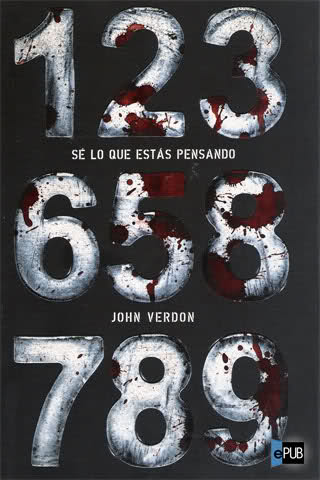 123
SÉ LO QUE ESTÁS PENSANDO
658
JOHN VERDON
789
ePUB